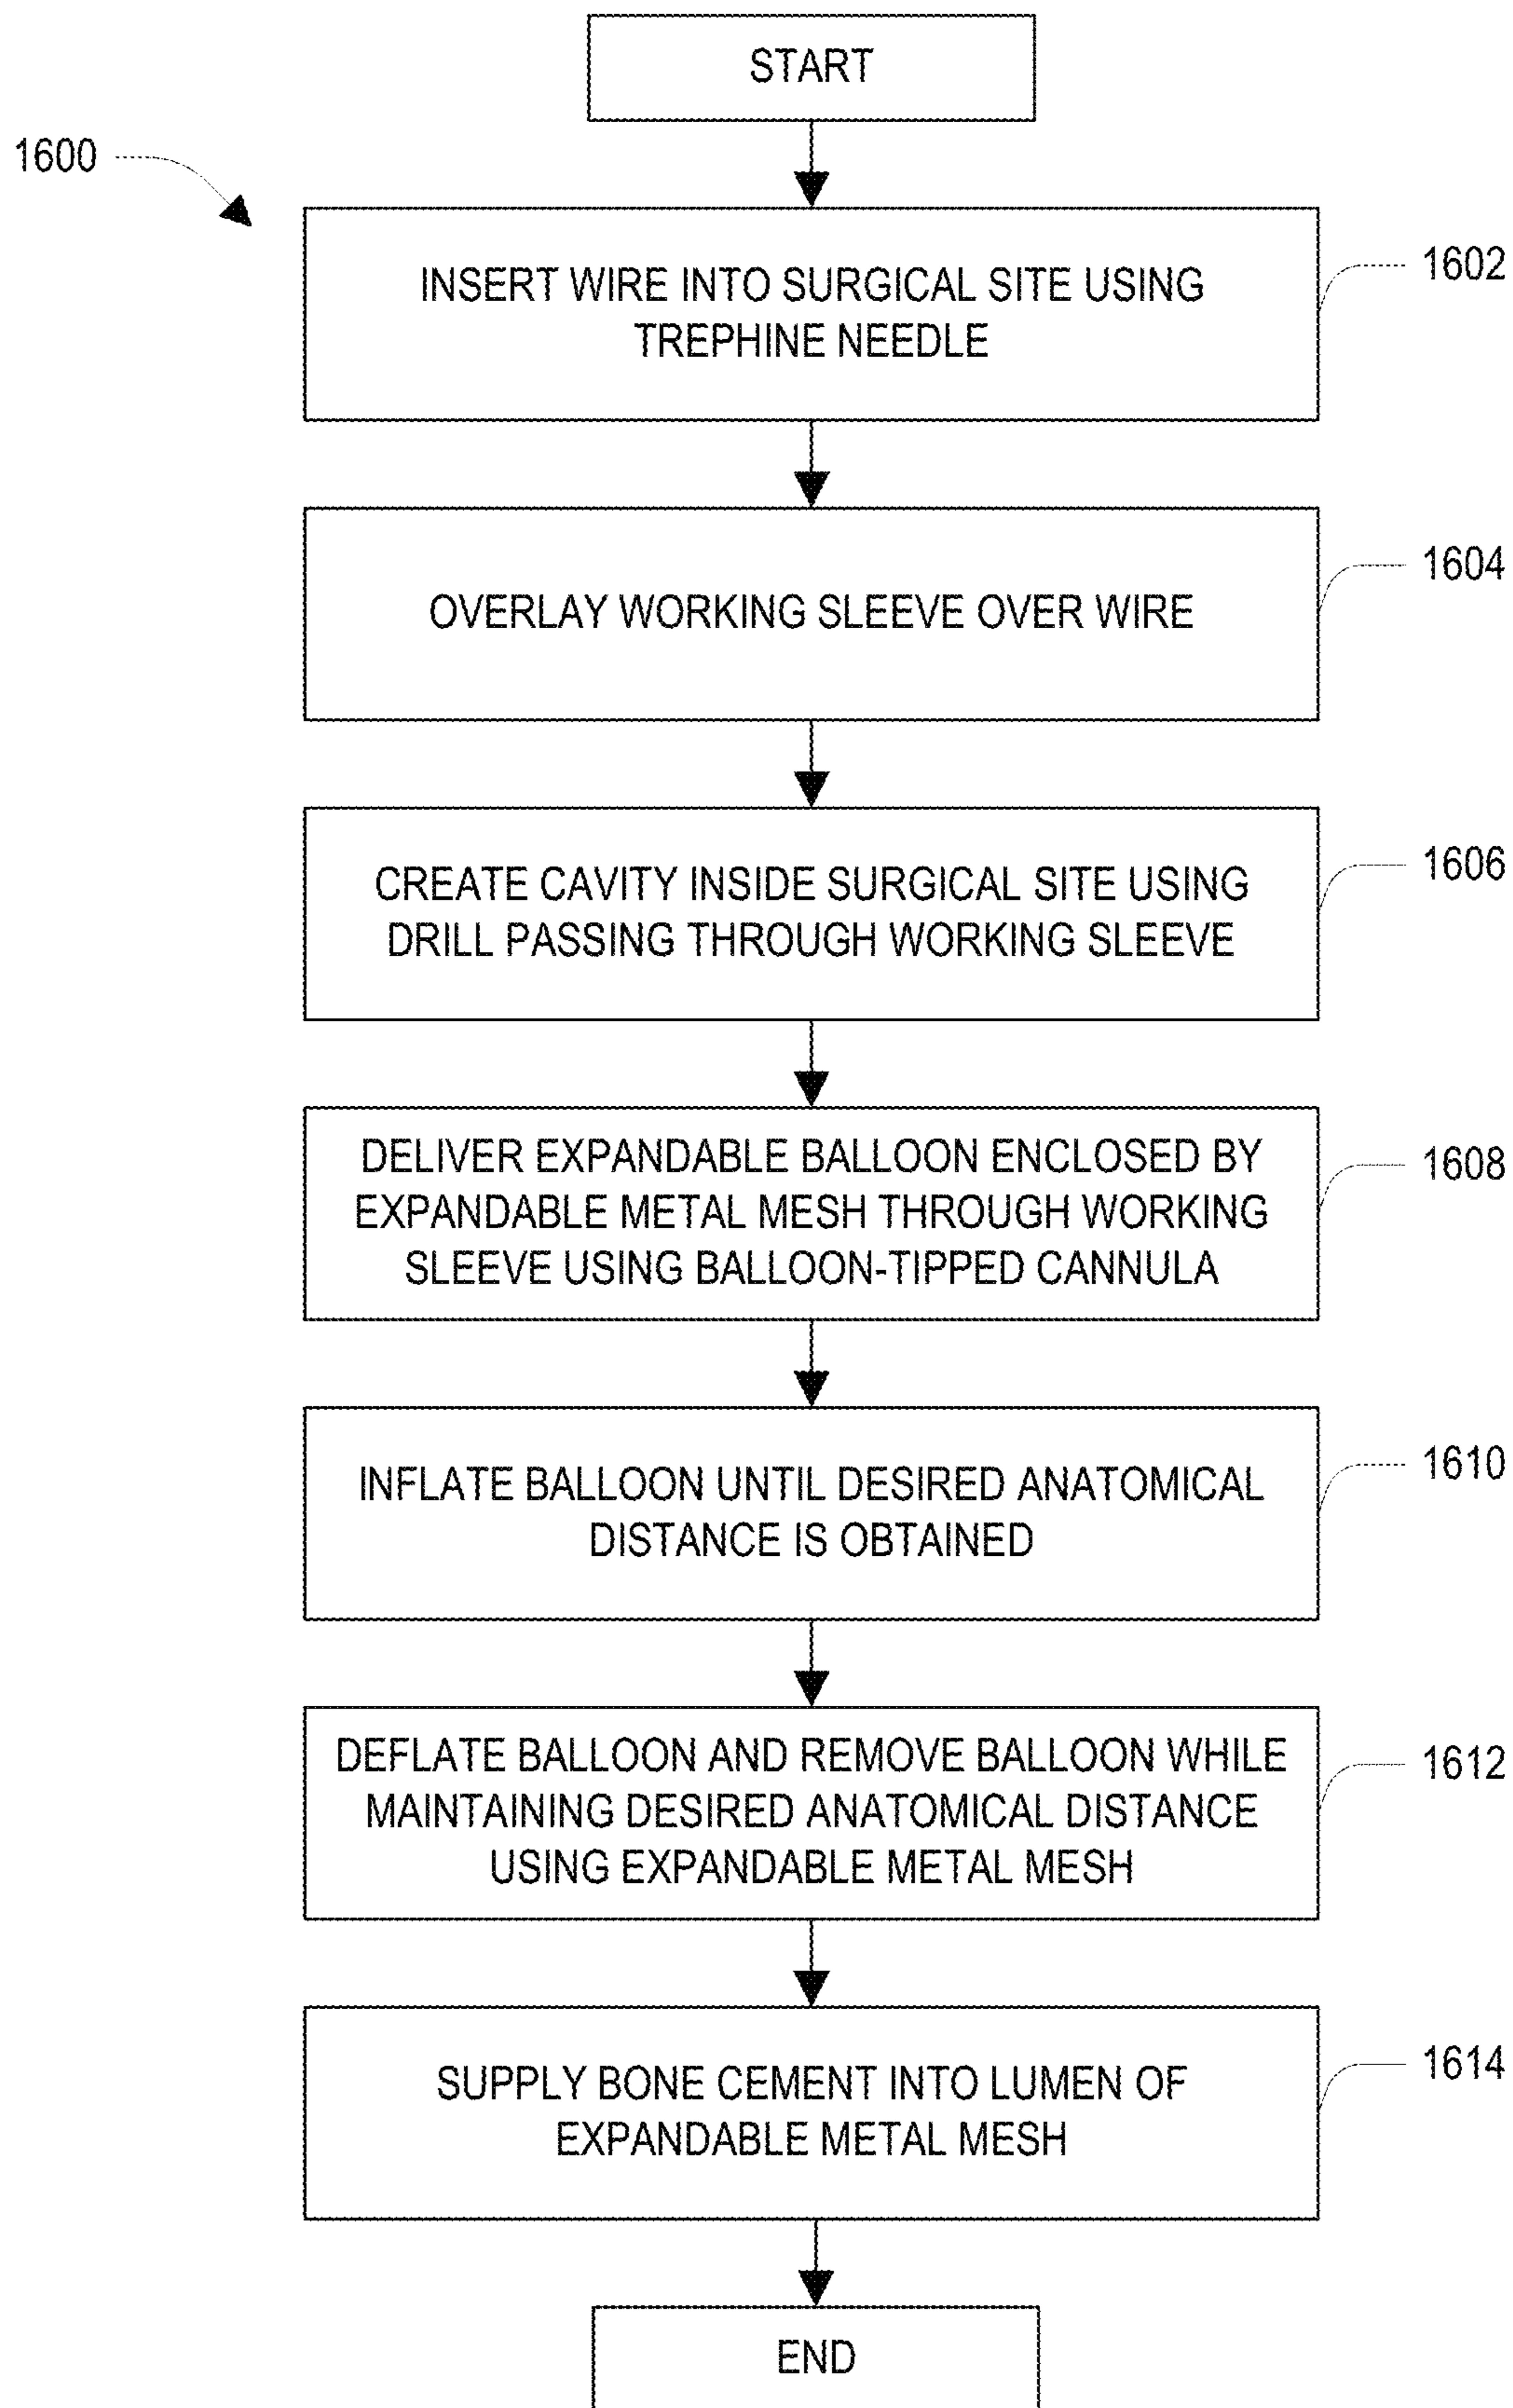 START
1600
INSERT WIRE INTO SURGICAL SITE USING
TREPHINE NEEDLE
1602
OVERLAY WORKING SLEEVE OVER WIRE
1604
CREATE CAVITY INSIDE SURGICAL SITE USING
DRILL PASSING THROUGH WORKING SLEEVE
1606
DELIVER EXPANDABLE BALLOON ENCLOSED BY
EXPANDABLE METAL MESH THROUGH WORKING
SLEEVE USING BALLOON-TIPPED CANNULA
1608
INFLATE BALLOON UNTIL DESIRED ANATOMICAL
DISTANCE IS OBTAINED
1610
DEFLATE BALLOON AND REMOVE BALLOON WHILE
MAINTAINING DESIRED ANATOMICAL DISTANCE
USING EXPANDABLE METAL MESH
1612
SUPPLY BONE CEMENT INTO LUMEN OF
EXPANDABLE METAL MESH
1614
END